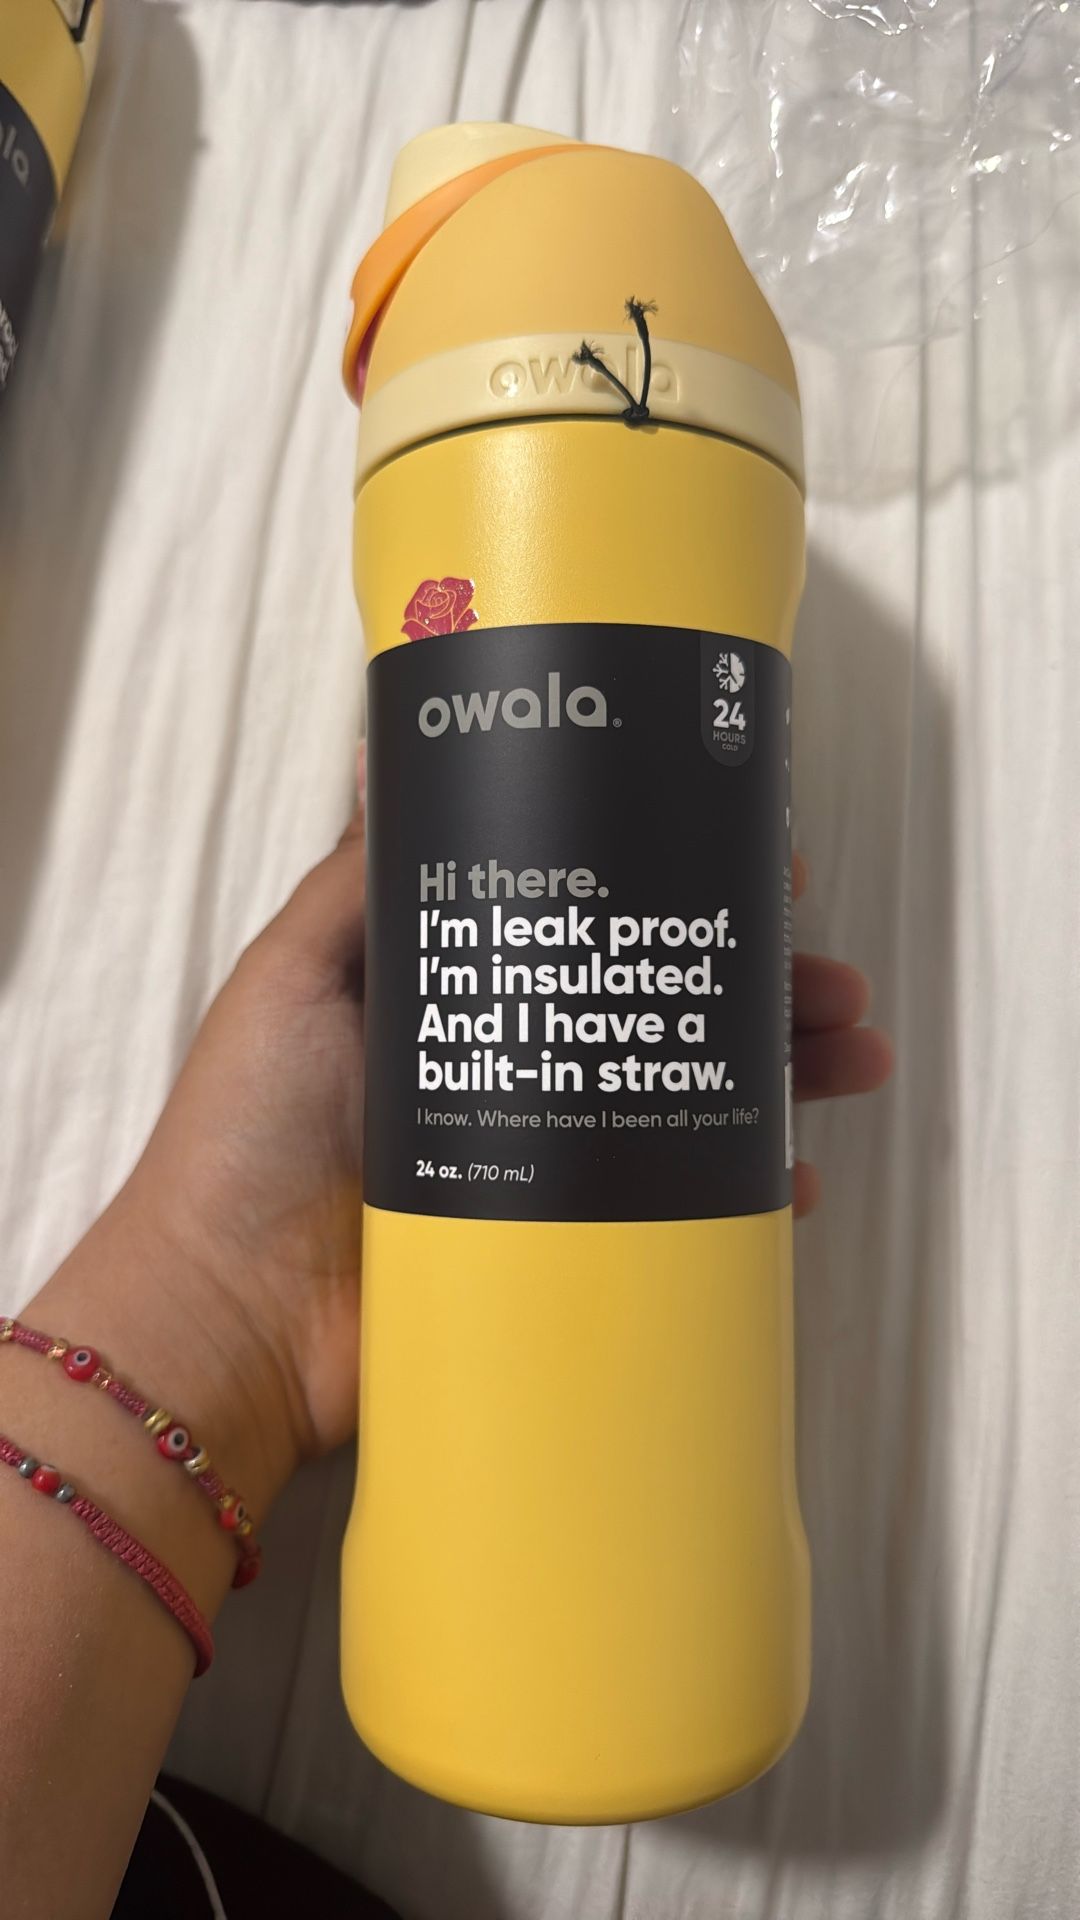 owala
owala®
24
HOURS
COLD
Hi there.
I'm leak proof.
I'm insulated.
And I have a
built-in straw.
I know. Where have I been all your life?
24 oz. (710 mL)